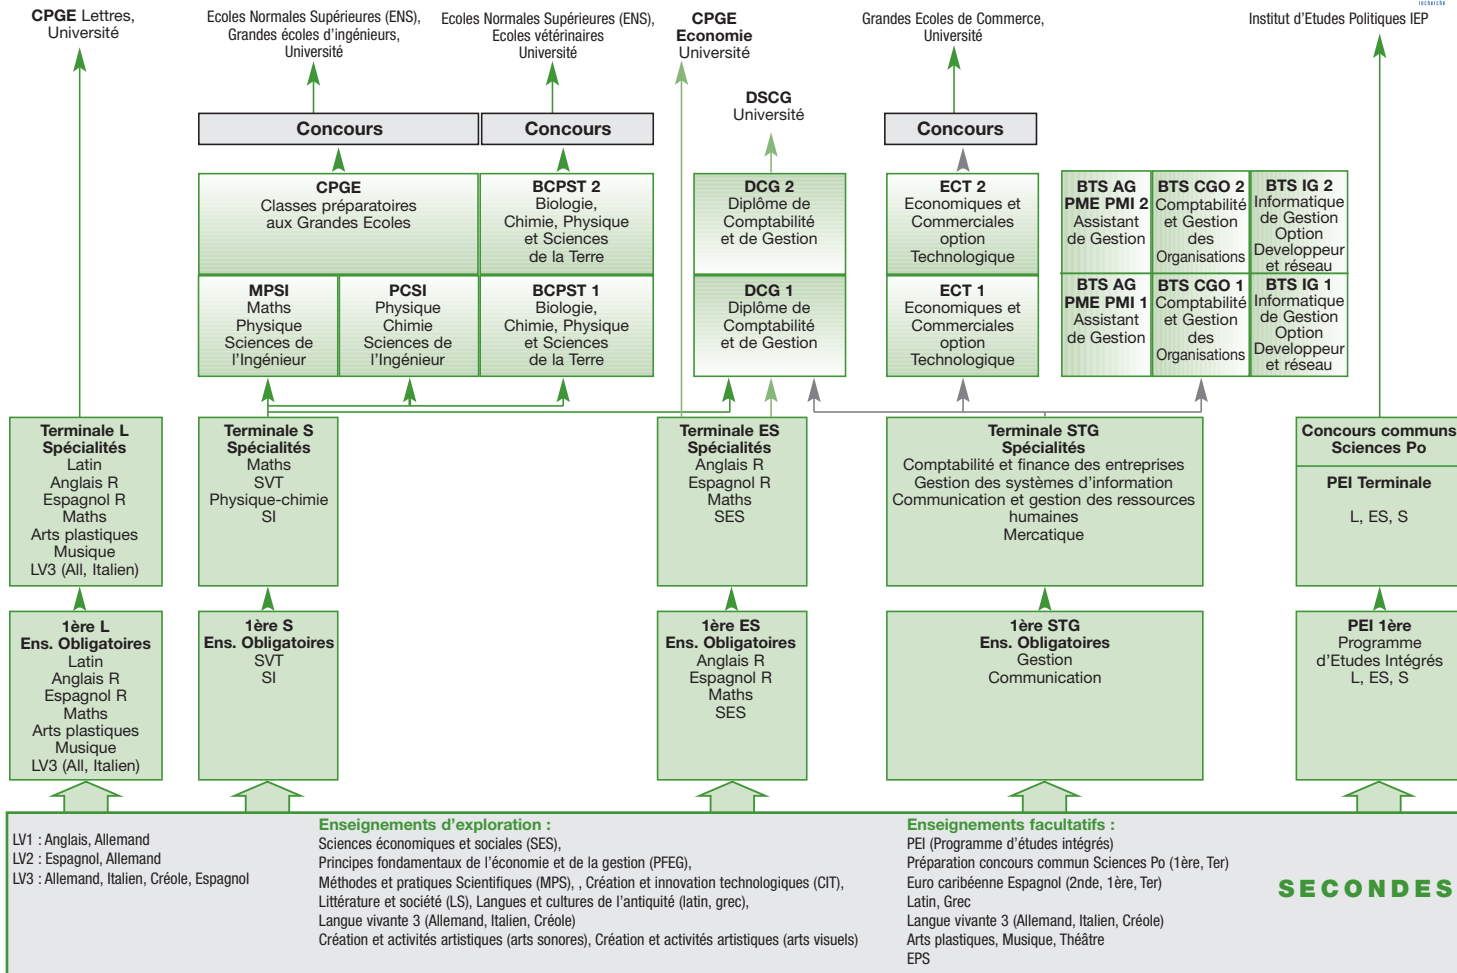 recherche
CPGE Lettres,
Université
Ecoles Normales Supérieures (ENS),
Grandes écoles d'ingénieurs,
Université
Ecoles Normales Supérieures (ENS),
Ecoles vétérinaires
Université
CPGE
Economie
Université
DSCG
Université
Grandes Ecoles de Commerce,
Université
Institut d'Etudes Politiques IEP
Concours
Concours
Concours
CPGE
Classes préparatoires
aux Grandes Ecoles
BCPST 2
Biologie,
Chimie, Physique
et Sciences
de la Terre
DCG 2
Diplôme de
Comptabilité
et de Gestion
ECT 2
Economiques et
Commerciales
option
Technologique
BTS AG
PME PMI 2
Assistant
de Gestion
BTS CGO 2
Comptabilité
et Gestion
des
Organisations
BTS IG 2
Informatique
de Gestion
Option
Developpeur
et réseau
MPSI
Maths
Physique
Sciences de
l'Ingénieur
PCSI
Physique
Chimie
Sciences de
l'Ingénieur
BCPST 1
Biologie,
Chimie, Physique
et Sciences
de la Terre
DCG 1
Diplôme de
Comptabilité
et de Gestion
ECT 1
Economiques et
Commerciales
option
Technologique
BTS AG
PME PMI 1
Assistant
de Gestion
BTS CGO 1
Comptabilité
et Gestion
des
Organisations
BTS IG 1
Informatique
de Gestion
Option
Developpeur
et réseau
Terminale L
Spécialités
Latin
Anglais R
Espagnol R
Maths
Arts plastiques
Musique
LV3 (All, Italien)
Terminale S
Spécialités
Maths
SVT
Physique-chimie
SI
Terminale ES
Spécialités
Anglais R
Espagnol R
Maths
SES
Terminale STG
Spécialités
Comptabilité et finance des entreprises
Gestion des systèmes d'information
Communication et gestion des ressources
humaines
Mercatique
Concours communs
Sciences Po
PEI Terminale
L, ES, S
1ère L
Ens. Obligatoires
Latin
Anglais R
Espagnol R
Maths
Arts plastiques
Musique
LV3 (All, Italien)
1ère S
Ens. Obligatoires
SVT
SI
1ère ES
Ens. Obligatoires
Anglais R
Espagnol R
Maths
SES
1ère STG
Ens. Obligatoires
Gestion
Communication
PEI 1ère
Programme
d'Etudes Intégrés
L, ES, S
LV1 : Anglais, Allemand
LV2 : Espagnol, Allemand
LV3 : Allemand, Italien, Créole, Espagnol
Enseignements d'exploration :
Sciences économiques et sociales (SES),
Principes fondamentaux de l'économie et de la gestion (PFEG),
Méthodes et pratiques Scientifiques (MPS), , Création et innovation technologiques (CIT),
Littérature et société (LS), Langues et cultures de l'antiquité (latin, grec),
Langue vivante 3 (Allemand, Italien, Créole)
Création et activités artistiques (arts sonores), Création et activités artistiques (arts visuels)
Enseignements facultatifs :
PEI (Programme d'études intégrés)
Préparation concours commun Sciences Po (1ère, Ter)
Euro caribéenne Espagnol (2nde, 1ère, Ter)
Latin, Grec
Langue vivante 3 (Allemand, Italien, Créole)
Arts plastiques, Musique, Théâtre
EPS
SECONDES